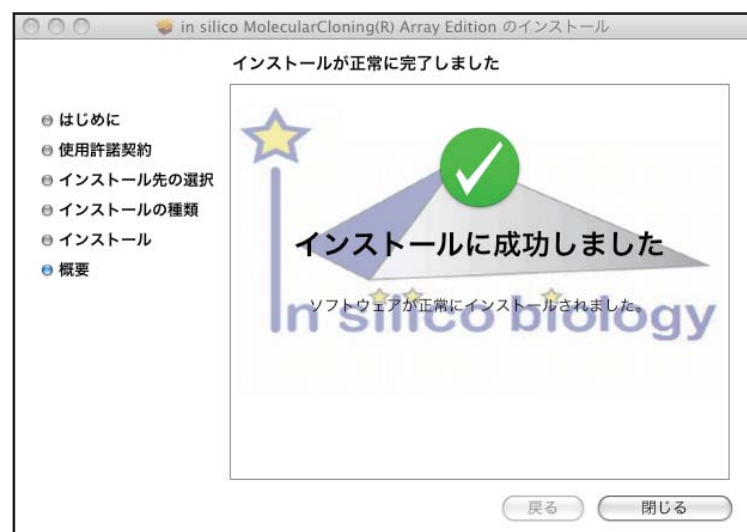 in silico MolecularCloning(R) Array Edition のインストール
インストールが正常に完了しました
はじめに
使用許諾契約
インストール先の選択
インストールの種類
インストール
概要
インストールに成功しました
ソフトウェアが正常にインストールされました。
In silico biology
戻る
閉じる